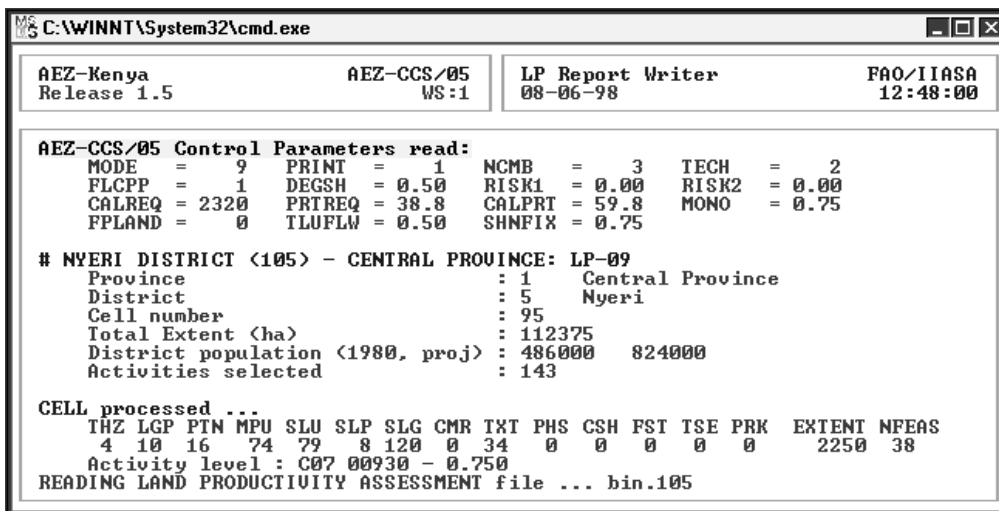 C:\WINNT\System32\cmd.exe
AEZ-Kenya AEZ-CCS/05 LP Report Writer FAO/IIASA
Release 1.5 WS:1 08-06-98 12:48:00
AEZ-CCS/05 Control Parameters read:
MODE = 9 PRINT = 1 NCMB = 3 TECH = 2
FLCPP = 1 DEGSH = 0.50 RISK1 = 0.00 RISK2 = 0.00
CALREQ = 2320 PRTREQ = 38.8 CALPRT = 59.8 MONO = 0.75
FPLAND = 0 TLUFLW = 0.50 SHNFIX = 0.75
# NYERI DISTRICT (105) - CENTRAL PROVINCE: LP-09
Province : 1 Central Province
District : 5 Nyeri
Cell number : 95
Total Extent (ha) : 112375
District population (1980, proj) : 486000 824000
Activities selected : 143
CELL processed ...
THZ LGP PTN MPU SLU SLP SLG CMR TXT PHS CSH FST TSE PRK EXTENT NFEAS
4 10 16 74 79 8 120 0 34 0 0 0 0 0 2250 38
Activity level : C07 00930 - 0.750
READING LAND PRODUCTIVITY ASSESSMENT file ... bin.105